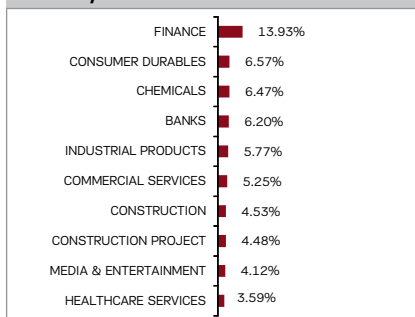 FINANCE 13.93%
CONSUMER DURABLES 6.57%
CHEMICALS 6.47%
BANKS 6.20%
INDUSTRIAL PRODUCTS 5.77%
COMMERCIAL SERVICES 5.25%
CONSTRUCTION 4.53%
CONSTRUCTION PROJECT 4.48%
MEDIA & ENTERTAINMENT 4.12%
HEALTHCARE SERVICES 3.59%